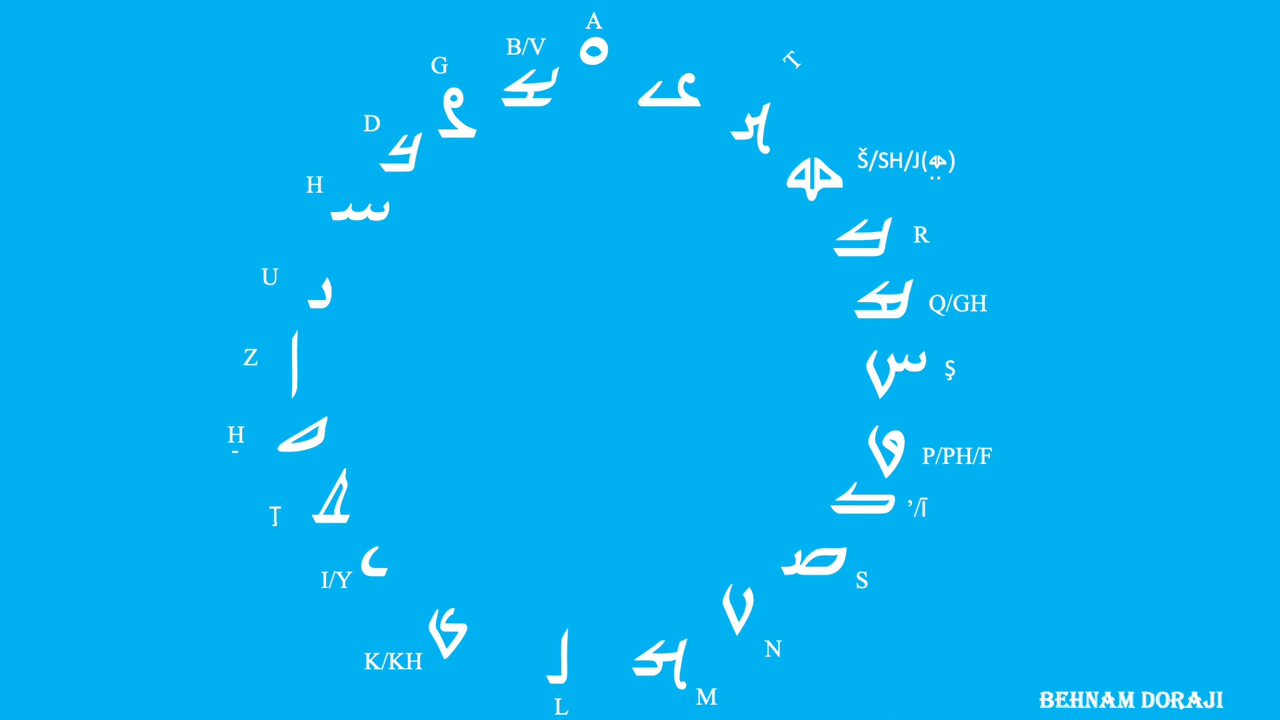 A
ࡀ
B/V
ࡁ
G
ࡂ
D
ࡃ
H
ࡄ
U
ࡅ
Z
ࡆ
H̱
ࡇ
Ţ
ࡈ
I/Y
ࡉ
K/KH
ࡊ
L
ࡋ
M
ࡌ
N
ࡍ
S
ࡎ
’/Ī
ࡏ
P/PH/F
ࡐ
Ş
ࡑ
Q/GH
ࡒ
R
ࡓ
Š/SH/J(ࡔ࡙)
ࡔ
T
ࡕ
ࡖ
BEHNAM DORAJI